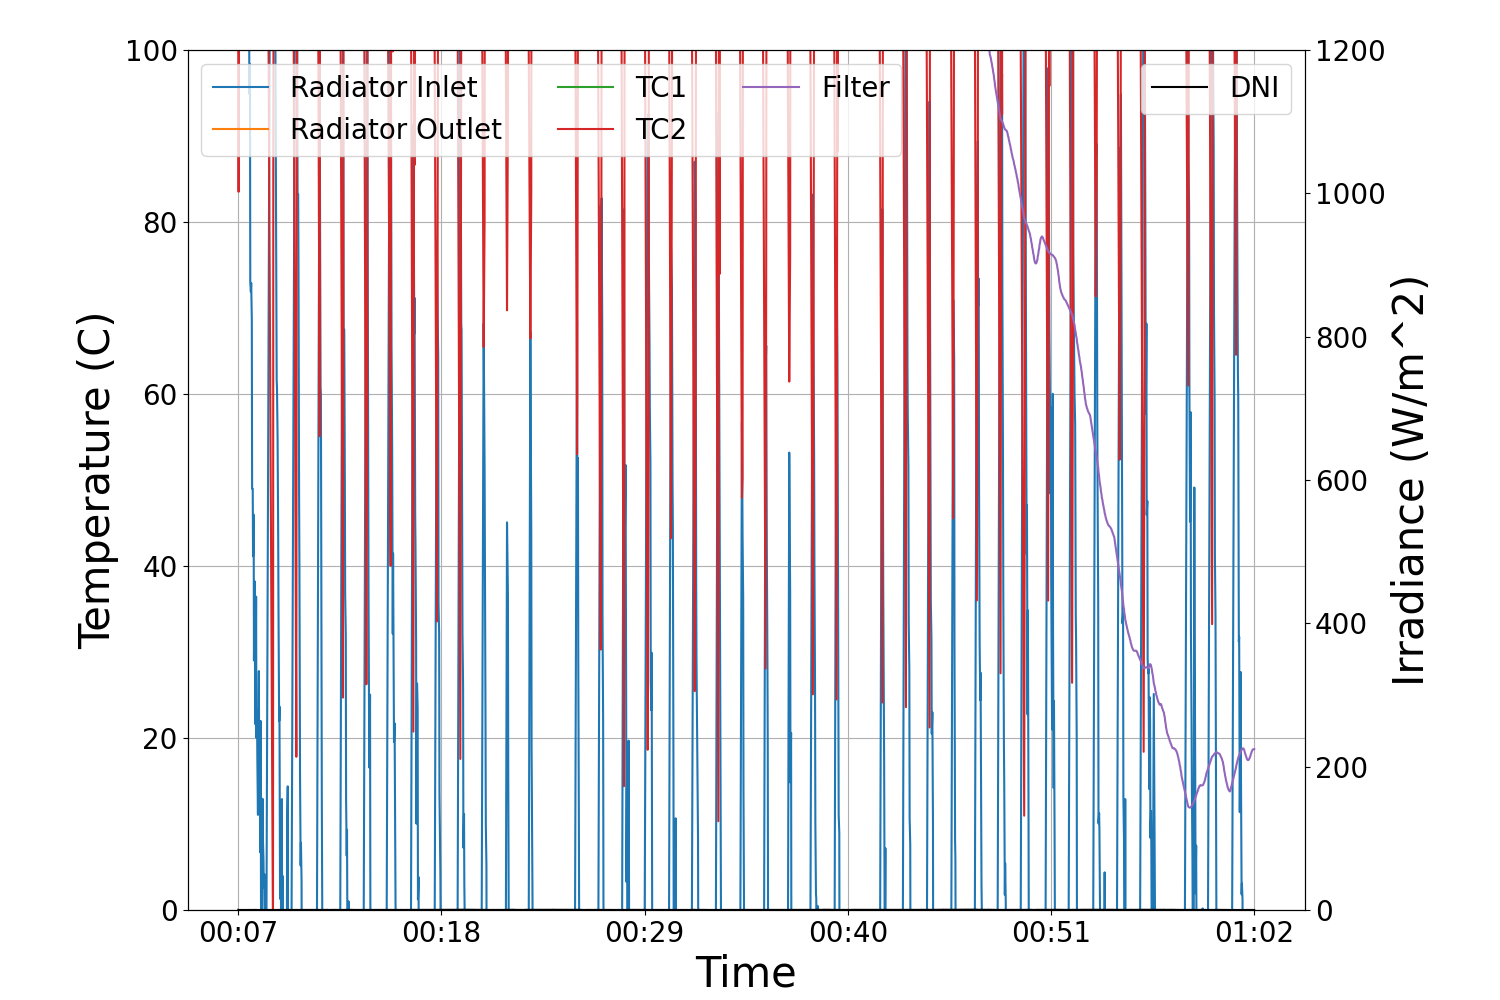 Radiator Inlet
Radiator Outlet
TC1
TC2
Filter
DNI
100
80
60
40
20
0
Temperature (C)
1200
1000
800
600
400
200
0
Irradiance (W/m^2)
00:07 00:18 00:29 00:40 00:51 01:02
Time